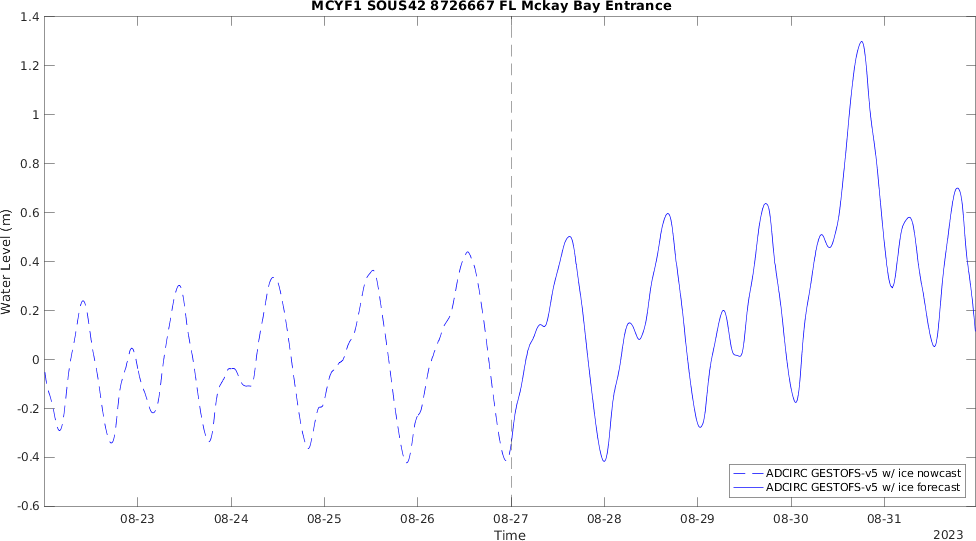 MCYF1 SOUS42 8726667 FL Mckay Bay Entrance
1.4
1.2
1
0.8
0.6
0.4
0.2
0
-0.2
-0.4
-0.6
Water Level (m)
ADCIRC GESTOFS-v5 w/ ice nowcast
ADCIRC GESTOFS-v5 w/ ice forecast
08-23 08-24 08-25 08-26 08-27 08-28 08-29 08-30 08-31
Time
2023